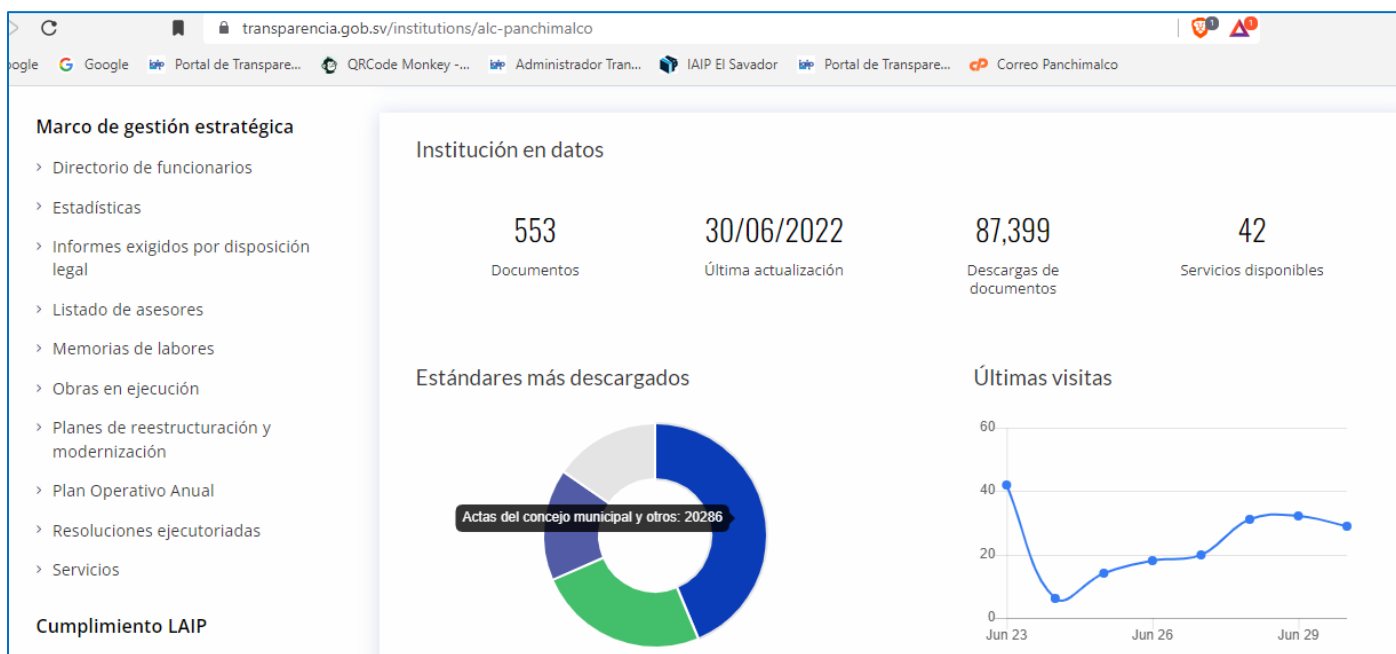 transparencia.gob.sv/institutions/alc-panchimalco
1
1
Google
Portal de Transpare...
QRCode Monkey -...
Administrador Tran...
IAIP El Savador
Portal de Transpare...
Correo Panchimalco
Marco de gestión estratégica
Directorio de funcionarios
Estadísticas
Informes exigidos por disposición
legal
Listado de asesores
Memorias de labores
Obras en ejecución
Planes de reestructuración y
modernización
Plan Operativo Anual
Resoluciones ejecutoriadas
Servicios
Cumplimiento LAIP
Institución en datos
553
Documentos
30/06/2022
Última actualización
87,399
Descargas de
documentos
42
Servicios disponibles
Estándares más descargados
Actas del concejo municipal y otros: 20286
Últimas visitas
60
40
20
0
Jun 23
Jun 26
Jun 29